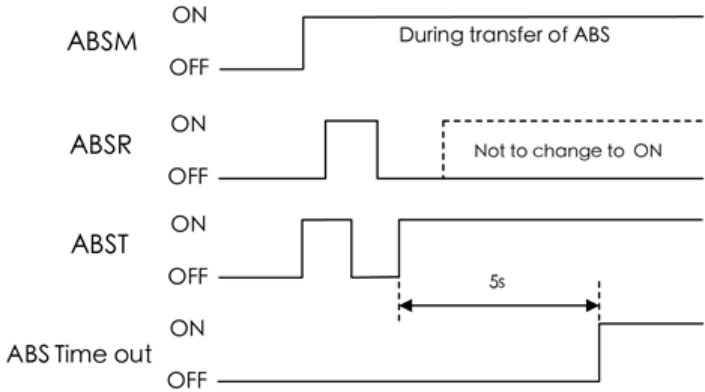 ON
ABSM
During transfer of ABS
OFF
ON
ABSR
Not to change to ON
OFF
ON
ABST
OFF
5s
ON
ABS Time out
OFF